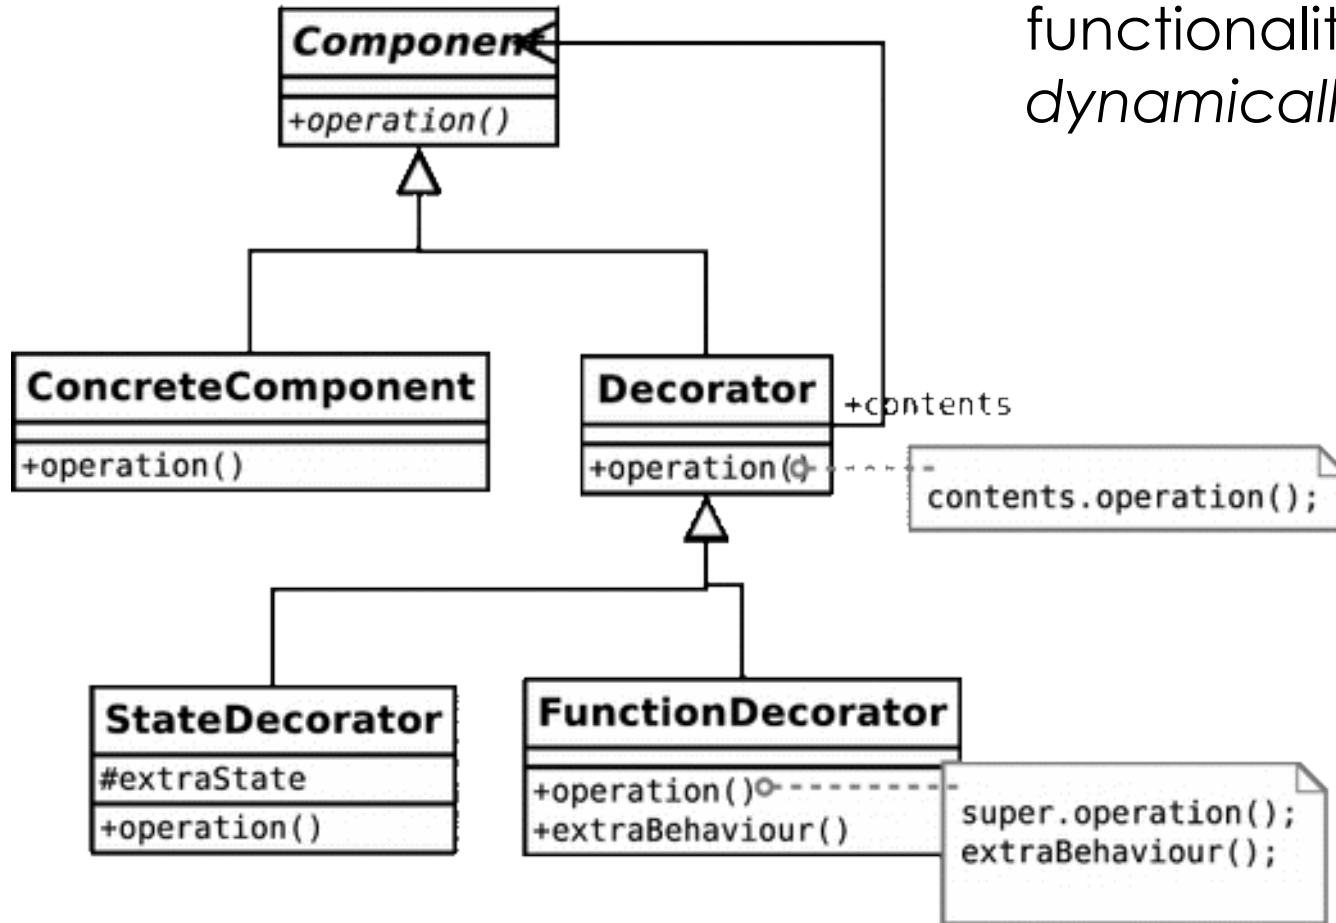 Component
+operation()
functionalit
dynamicall
ConcreteComponent
+operation()
Decorator
+contents
+operation()
contents.operation();
StateDecorator
#extraState
+operation()
FunctionDecorator
+operation()
+extraBehaviour()
super.operation();
extraBehaviour();